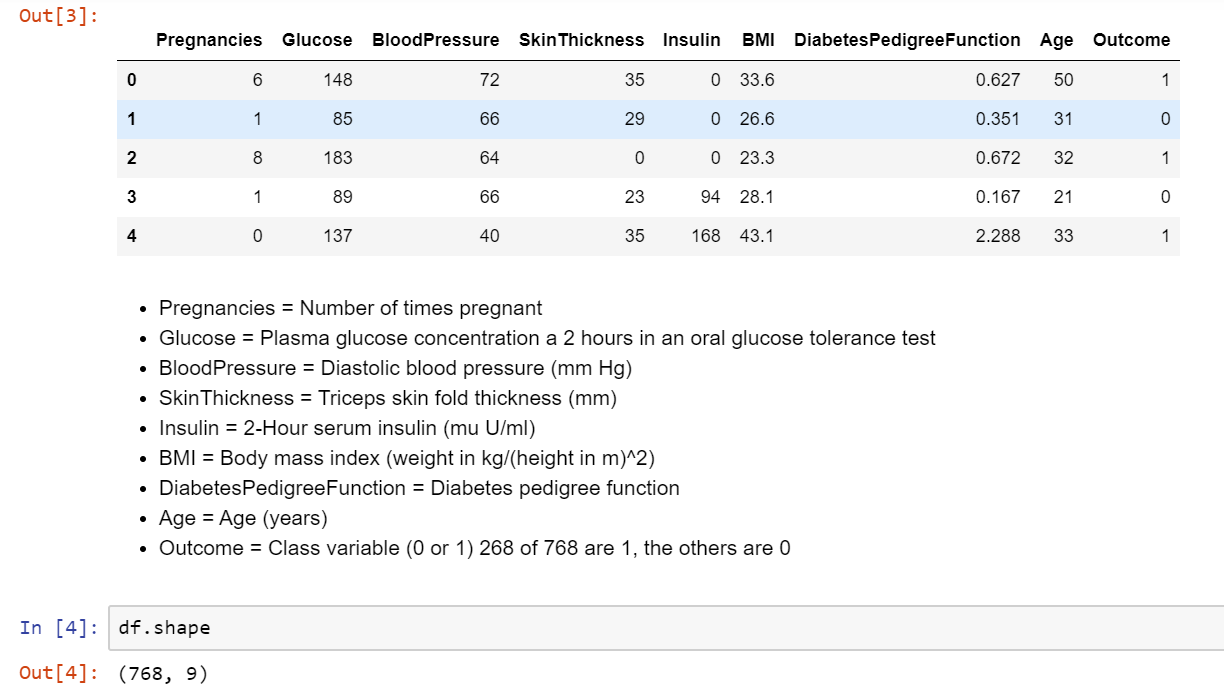 Out[3]:
Pregnancies Glucose BloodPressure SkinThickness Insulin BMI DiabetesPedigreeFunction Age Outcome
0 6 148 72 35 0 33.6 0.627 50 1
1 1 85 66 29 0 26.6 0.351 31 0
2 8 183 64 0 0 23.3 0.672 32 1
3 1 89 66 23 94 28.1 0.167 21 0
4 0 137 40 35 168 43.1 2.288 33 1
• Pregnancies = Number of times pregnant
• Glucose = Plasma glucose concentration a 2 hours in an oral glucose tolerance test
• BloodPressure = Diastolic blood pressure (mm Hg)
• SkinThickness = Triceps skin fold thickness (mm)
• Insulin = 2-Hour serum insulin (mu U/ml)
• BMI = Body mass index (weight in kg/(height in m)^2)
• DiabetesPedigreeFunction = Diabetes pedigree function
• Age = Age (years)
• Outcome = Class variable (0 or 1) 268 of 768 are 1, the others are 0
In [4]: df.shape
Out[4]: (768, 9)